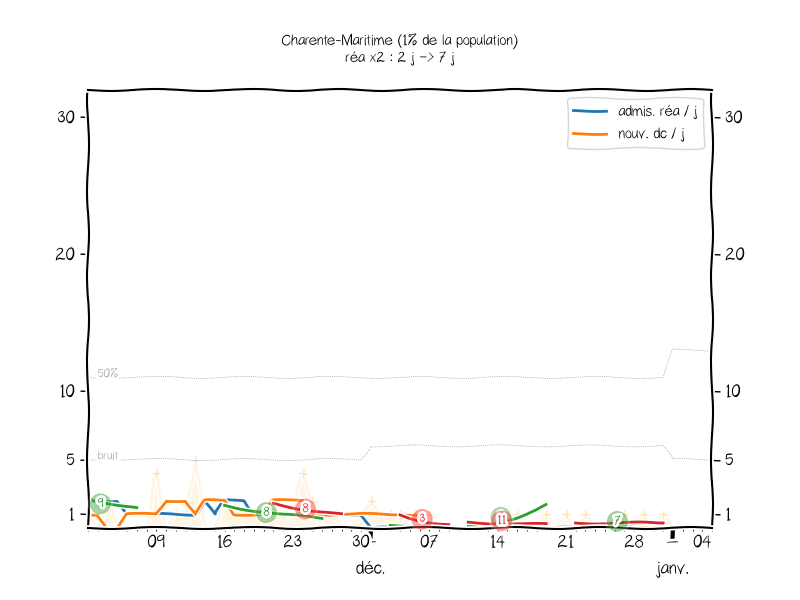 Charente-Maritime (1% de la population)
réa x2 : 2 j -> 7 j
admis. réa / j
nouv. dc / j
30 30
20 20
50%
10 10
bruit
5 5
1 1
9 8 8 3 11 7
09 16 23 30 07 14 21 28 04
déc. janv.